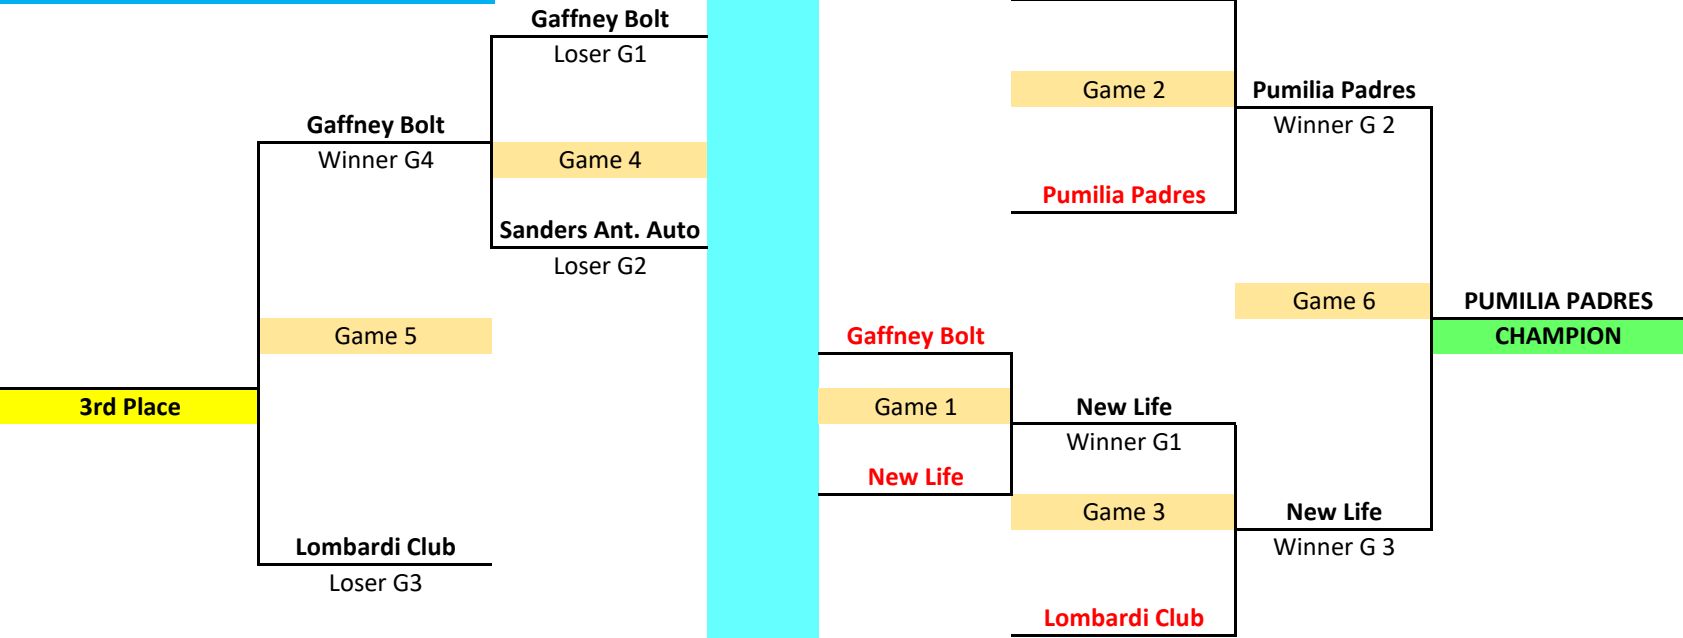 Gaffney Bolt
Loser G1
Game 2
Pumilia Padres
Gaffney Bolt
Winner G 2
Winner G4
Game 4
Pumilia Padres
Sanders Ant. Auto
Loser G2
Game 6
PUMILIA PADRES
Game 5
Gaffney Bolt
CHAMPION
3rd Place
Game 1
New Life
Winner G1
New Life
Game 3
New Life
Lombardi Club
Winner G 3
Loser G3
Lombardi Club